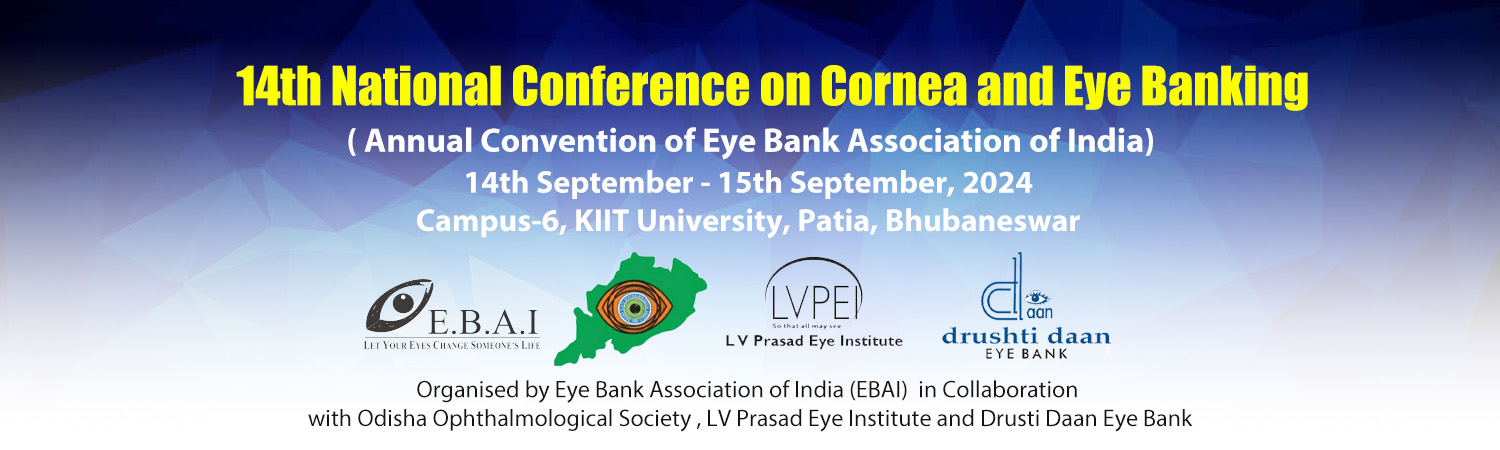 14th National Conference on Cornea and Eye Banking
( Annual Convention of Eye Bank Association of India)
14th September - 15th September, 2024
Campus-6, KIIT University, Patia, Bhubaneswar
E.B.A.I
LET YOUR EYES CHANGE SOMEONE'S LIFE
LVPEI
So that all may see
LV Prasad Eye Institute
daan
drushti daan
EYE BANK
Organised by Eye Bank Association of India (EBAI) in Collaboration
with Odisha Ophthalmological Society , LV Prasad Eye Institute and Drusti Daan Eye Bank